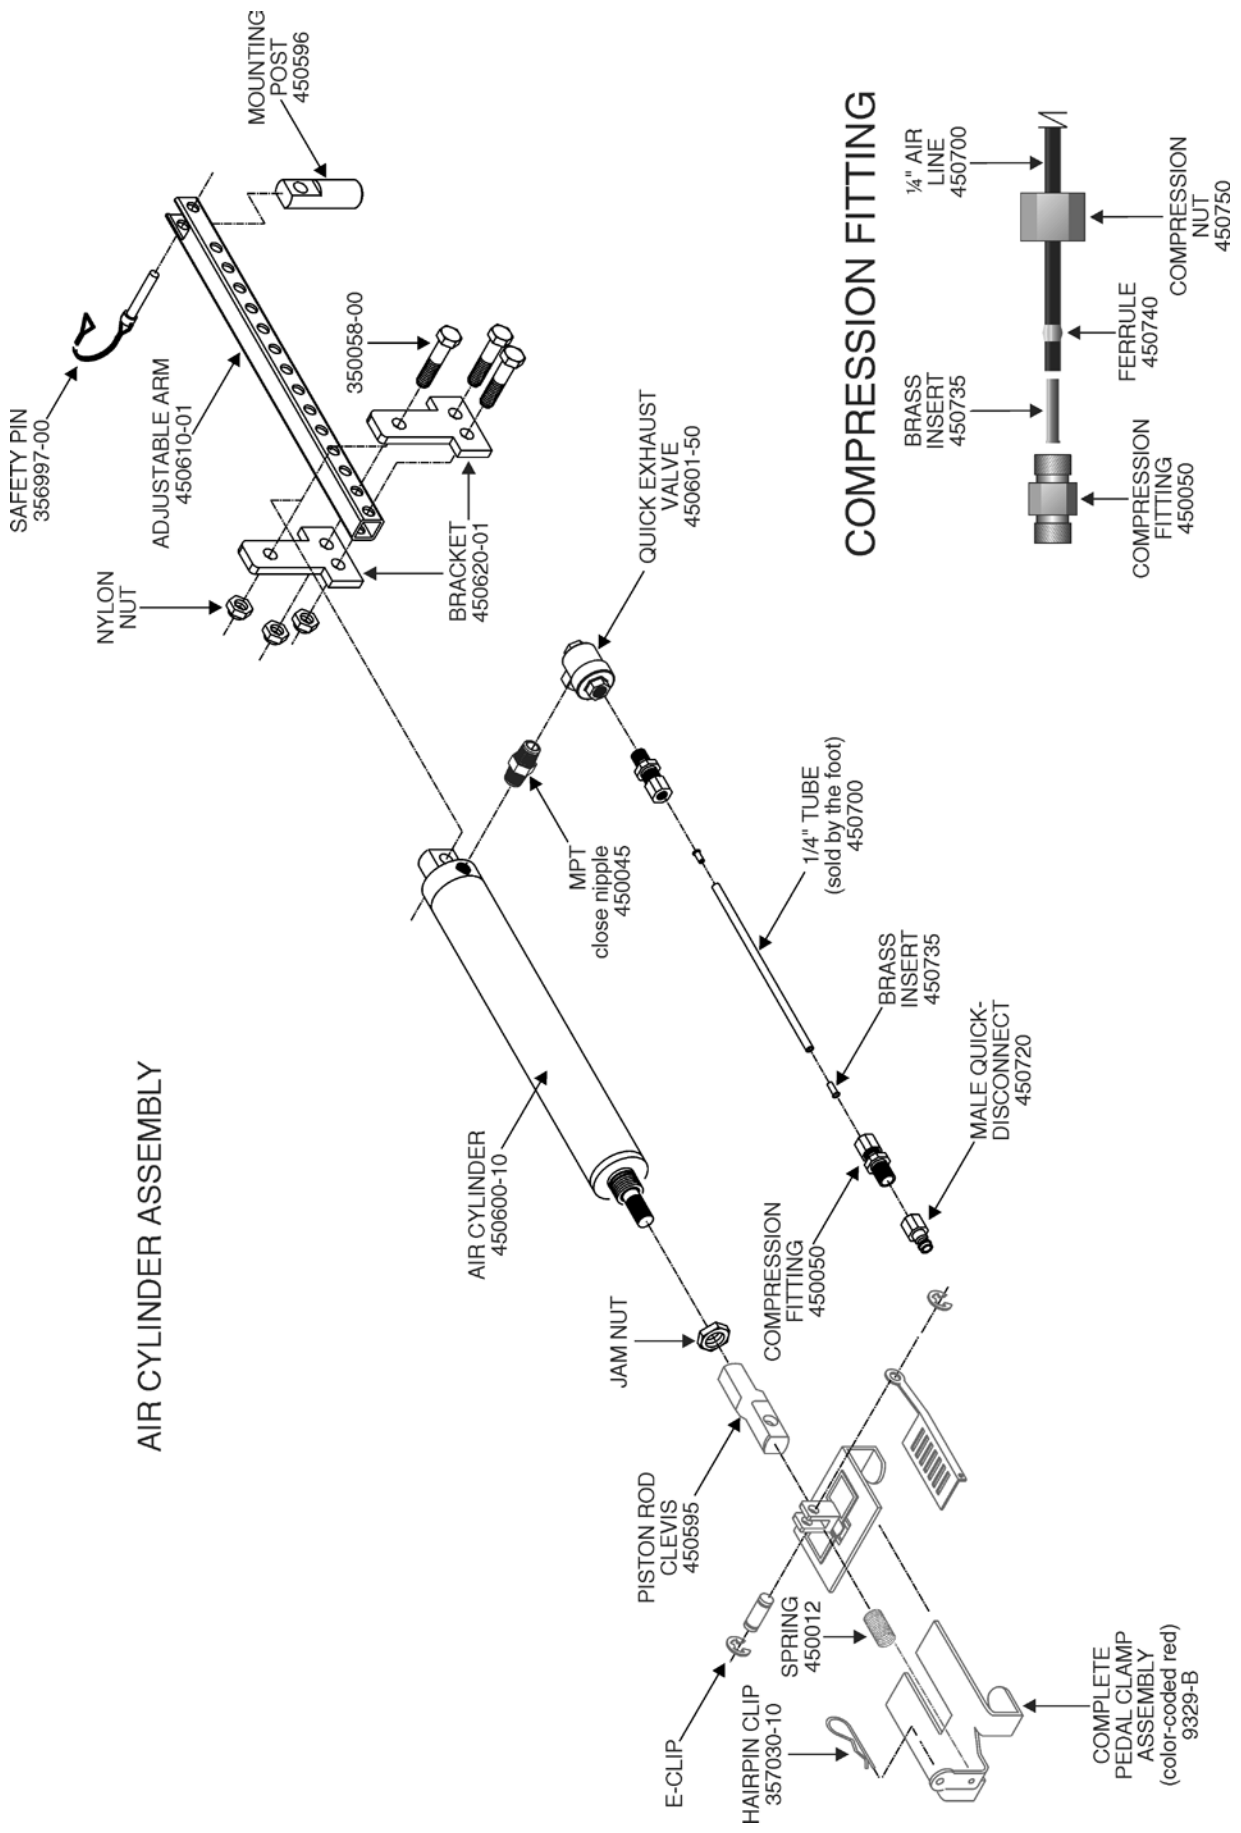 AIR CYLINDER ASSEMBLY
SAFETY PIN
356997-00
MOUNTING
POST
450596
ADJUSTABLE ARM
450610-01
NYLON
NUT
350058-00
BRACKET
450620-01
QUICK EXHAUST
VALVE
450601-50
MPT
close nipple
450045
1/4" TUBE
(sold by the foot)
450700
AIR CYLINDER
450600-10
BRASS
INSERT
450735
MALE QUICK-
DISCONNECT
450720
COMPRESSION
FITTING
450050
JAM NUT
PISTON ROD
CLEVIS
450595
SPRING
450012
E-CLIP
HAIRPIN CLIP
357030-10
COMPLETE
PEDAL CLAMP
ASSEMBLY
(color-coded red)
9329-B
COMPRESSION FITTING
COMPRESSION
FITTING
450050
BRASS
INSERT
450735
FERRULE
450740
¼" AIR
LINE
450700
COMPRESSION
NUT
450750